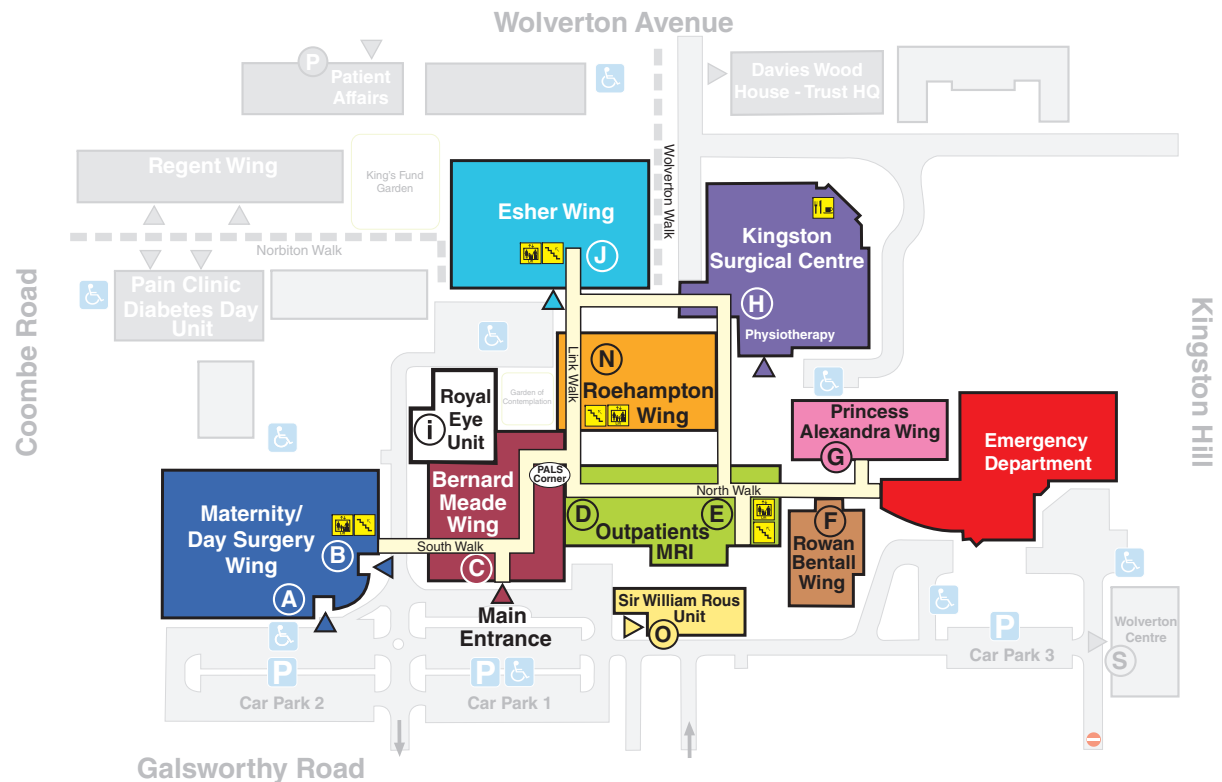 Wolverton Avenue
P
Patient
Affairs
Davies Wood
House - Trust HQ
Regent Wing
King's Fund
Garden
Wolverton Walk
Esher Wing
J
Kingston
Surgical Centre
H
Physiotherapy
Norbiton Walk
Pain Clinic
Diabetes Day
Unit
Coombe Road
Kingston Hill
Link Walk
N
Roehampton
Wing
Royal
Eye
Unit
i
Garden of
Contemplation
Princess
Alexandra Wing
G
Emergency
Department
PALS
Corner
Bernard
Meade
Wing
C
North Walk
D
E
Outpatients
MRI
F
Rowan
Bentall
Wing
Maternity/
Day Surgery
Wing
B
A
South Walk
Main
Entrance
Sir William Rous
Unit
O
P
Car Park 2
P
Car Park 1
P
Car Park 3
Wolverton
Centre
S
Galsworthy Road